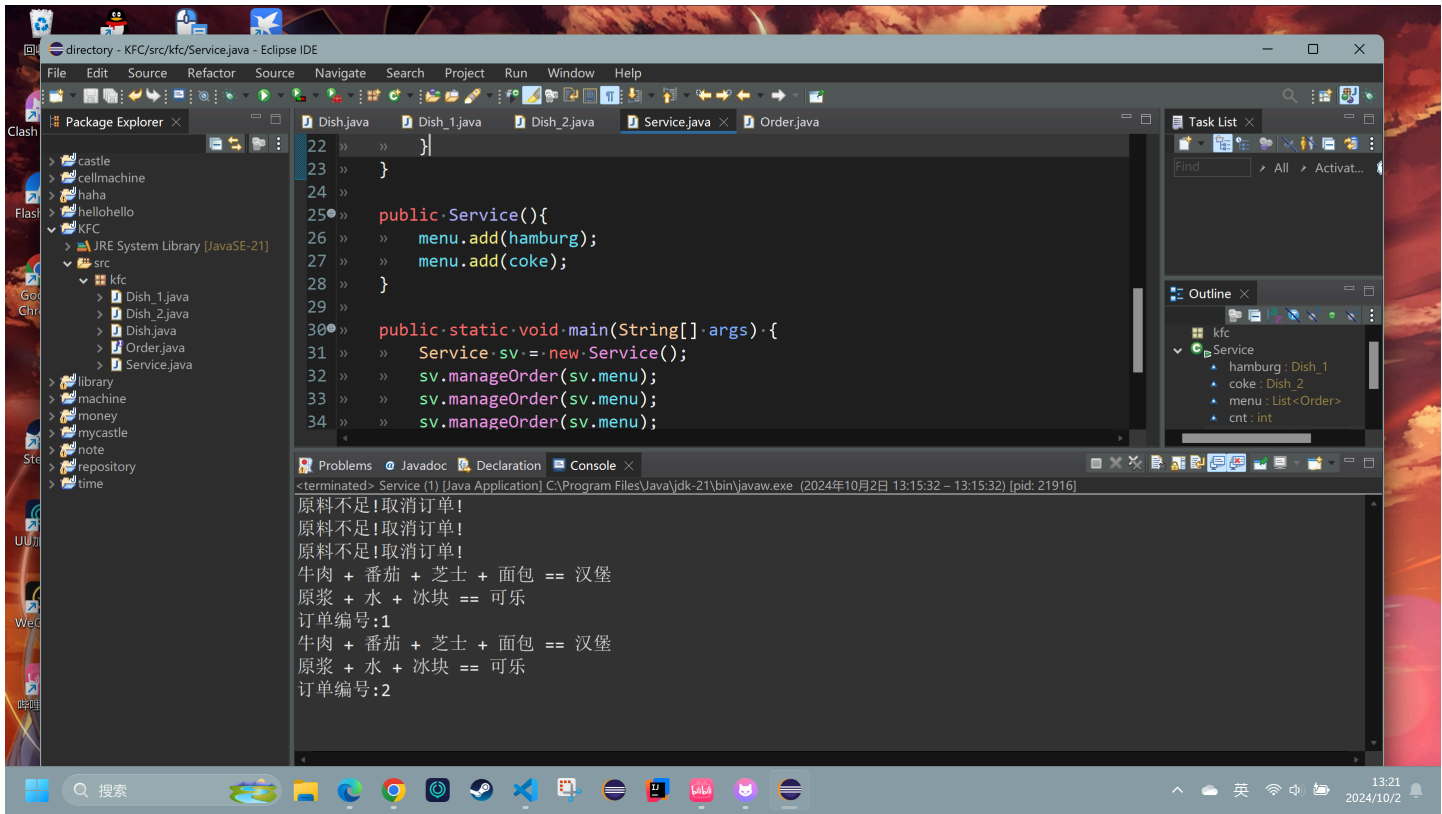 回
directory - KFC/src/kfc/Service.java - Eclipse IDE
File Edit Source Refactor Source Navigate Search Project Run Window Help
Package Explorer
castle
cellmachine
haha
hellohello
KFC
JRE System Library [JavaSE-21]
src
kfc
Dish_1.java
Dish_2.java
Dish.java
Order.java
Service.java
library
machine
money
mycastle
note
repository
time
Clash
Flash
Goo
Chr
Ste
UU加
WeC
哔哩
Dish.java Dish_1.java Dish_2.java Service.java Order.java
22 » » }
23 » }
24 »
25 » public·Service(){
26 » » menu.add(hamburg);
27 » » menu.add(coke);
28 » }
29 »
30 » public·static·void·main(String[]·args)·{
31 » » Service·sv·=·new·Service();
32 » » sv.manageOrder(sv.menu);
33 » » sv.manageOrder(sv.menu);
34 » » sv.manageOrder(sv.menu);
Task List
Find All Activat...
Outline
kfc
Service
hamburg : Dish_1
coke : Dish_2
menu : List<Order>
cnt : int
Problems @ Javadoc Declaration Console
<terminated> Service (1) [Java Application] C:\Program Files\Java\jdk-21\bin\javaw.exe (2024年10月2日 13:15:32 – 13:15:32) [pid: 21916]
原料不足!取消订单!
原料不足!取消订单!
原料不足!取消订单!
牛肉 + 番茄 + 芝士 + 面包 == 汉堡
原浆 + 水 + 冰块 == 可乐
订单编号:1
牛肉 + 番茄 + 芝士 + 面包 == 汉堡
原浆 + 水 + 冰块 == 可乐
订单编号:2
搜索
英
13:21
2024/10/2